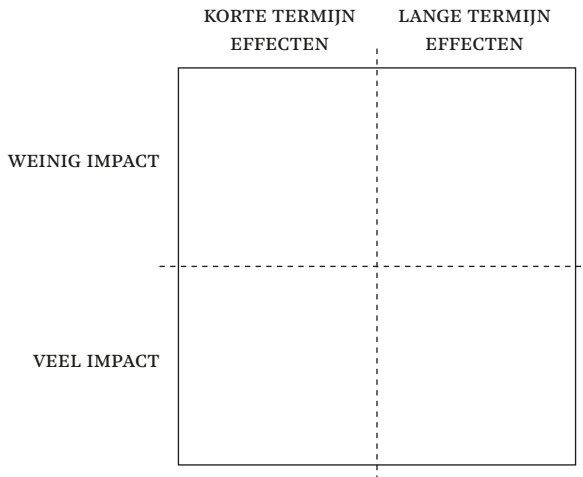 KORTE TERMIJN
EFFECTEN
LANGE TERMIJN
EFFECTEN
WEINIG IMPACT
VEEL IMPACT